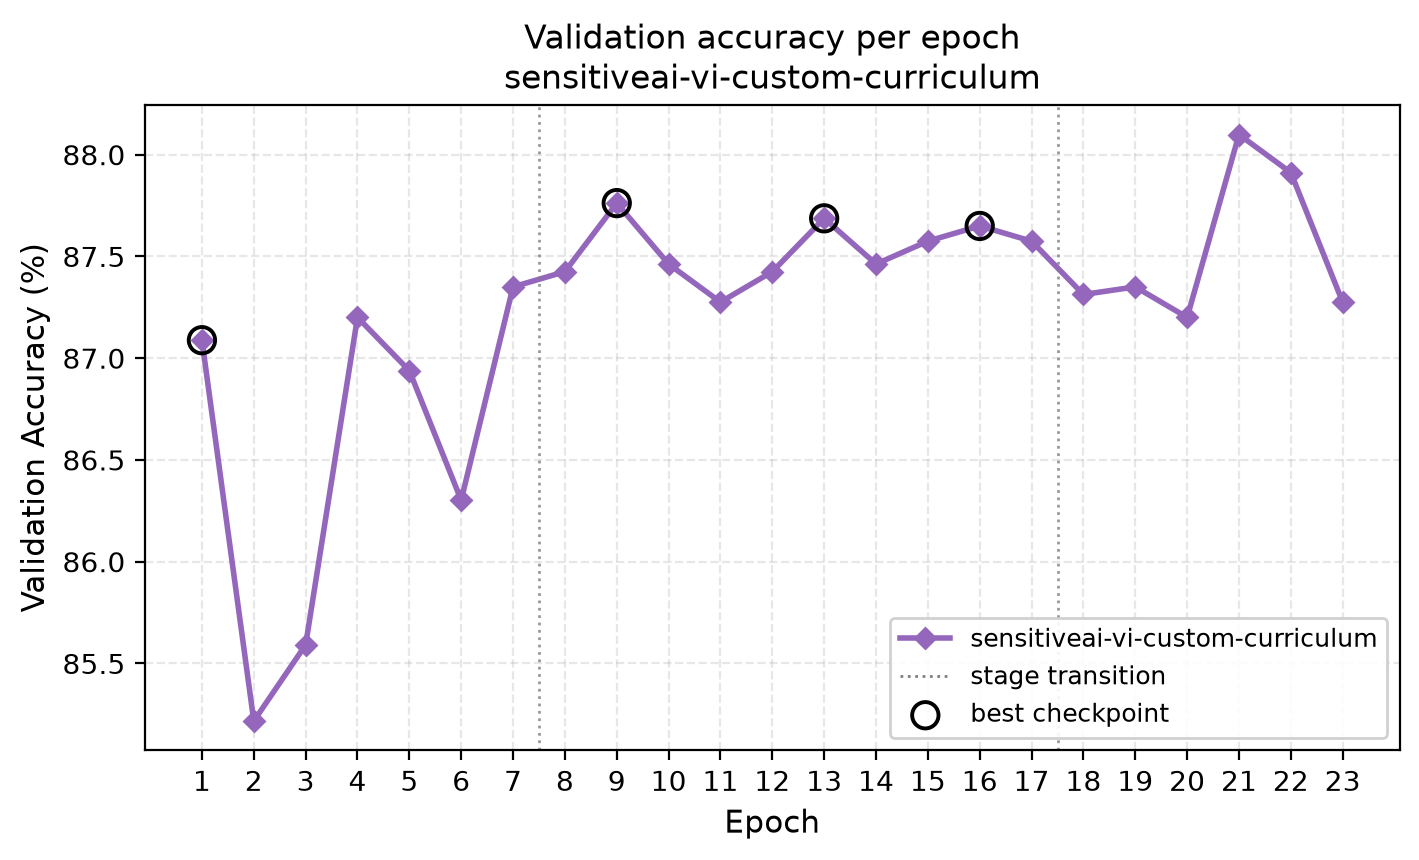 Validation accuracy per epoch
sensitiveai-vi-custom-curriculum
Validation Accuracy (%)
88.0
87.5
87.0
86.5
86.0
85.5
sensitiveai-vi-custom-curriculum
stage transition
best checkpoint
1 2 3 4 5 6 7 8 9 10 11 12 13 14 15 16 17 18 19 20 21 22 23
Epoch